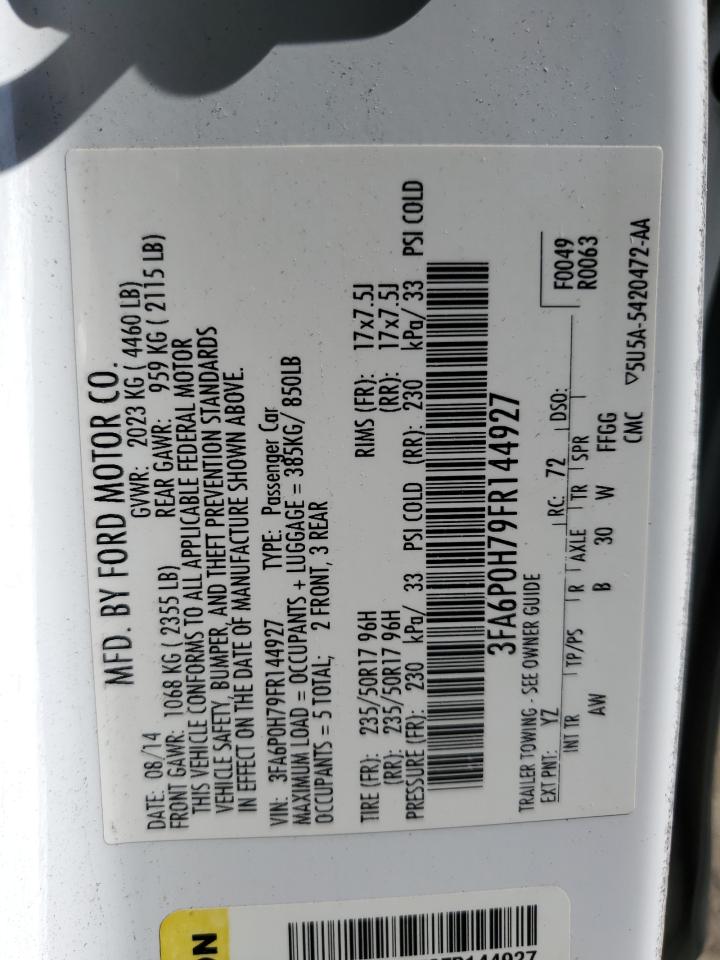 MFD. BY FORD MOTOR CO.
DATE: 08/14 GVWR: 2023 KG ( 4460 LB)
FRONT GAWR: 1068 KG ( 2355 LB) REAR GAWR: 959 KG ( 2115 LB)
THIS VEHICLE CONFORMS TO ALL APPLICABLE FEDERAL MOTOR
VEHICLE SAFETY, BUMPER, AND THEFT PREVENTION STANDARDS
IN EFFECT ON THE DATE OF MANUFACTURE SHOWN ABOVE.
VIN: 3FA6P0H79FR144927 TYPE: Passenger Car
MAXIMUM LOAD = OCCUPANTS + LUGGAGE = 385KG/ 850LB
OCCUPANTS = 5 TOTAL; 2 FRONT, 3 REAR
TIRE (FR): 235/50R17 96H RIMS (FR): 17x7.5J
(RR): 235/50R17 96H (RR): 17x7.5J
PRESSURE (FR): 230 kPa/ 33 PSI COLD (RR): 230 kPa/ 33 PSI COLD
3FA6P0H79FR144927
TRAILER TOWING - SEE OWNER GUIDE
F0049
R0063
EXT PNT: YZ RC: 72 DSO:
INT TR TP/PS R AXLE TR SPR
AW B 30 W FFGG
CMC ▽5U5A-5420472-AA
ON